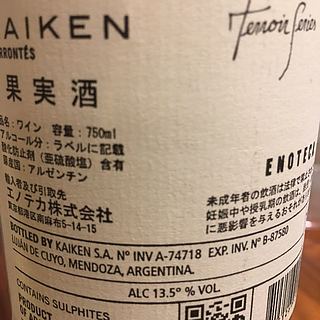 AIKEN
Terroir Series
RRONTÉS
果実酒
品名：ワイン 容量：750ml
アルコール分：ラベルに記載
酸化防止剤（亜硫酸塩）含有
原産国：アルゼンチン
輸入者及び引取先
エノテカ株式会社
東京都港区南麻布5-14-15
ENOTECA
未成年者の飲酒は法律で
妊娠中や授乳期の飲酒は、
に悪影響を与えるおそれが
BOTTLED BY KAIKEN S.A. Nº INV A-74718 EXP. INV. Nº B-87580
LUJÁN DE CUYO, MENDOZA, ARGENTINA.
ALC 13.5º % VOL.
CONTAINS SULPHITES
PRODUCT
OF